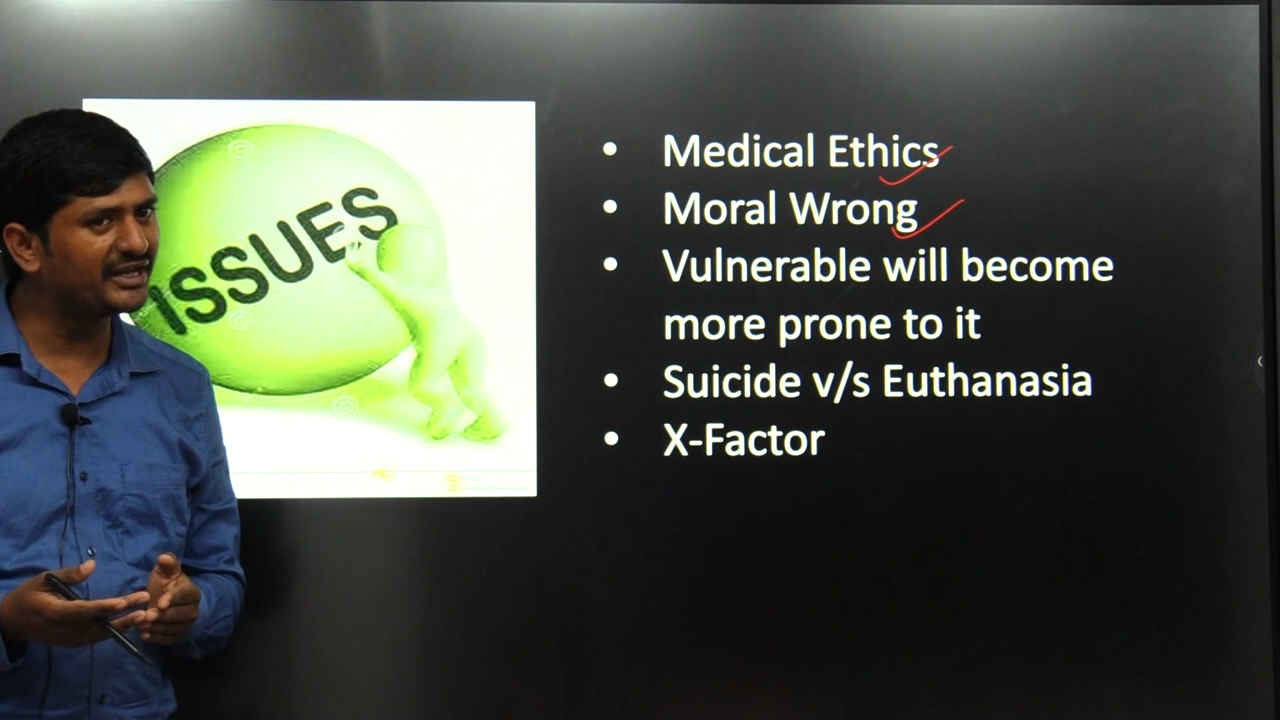 ISSUES
• Medical Ethics
• Moral Wrong
• Vulnerable will become
more prone to it
• Suicide v/s Euthanasia
• X-Factor